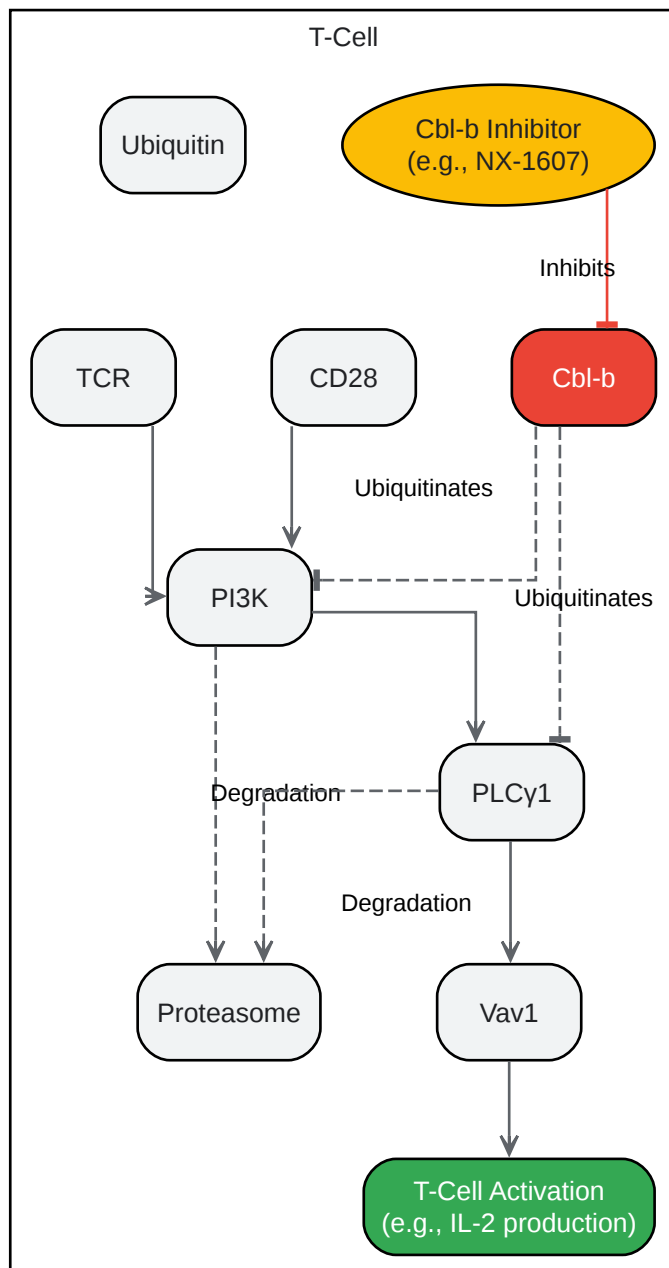 T-Cell
Ubiquitin
Cbl-b Inhibitor
(e.g., NX-1607)
Inhibits
TCR
CD28
Cbl-b
Ubiquitinates
PI3K
Ubiquitinates
Degradation
PLCγ1
Degradation
Proteasome
Vav1
T-Cell Activation
(e.g., IL-2 production)